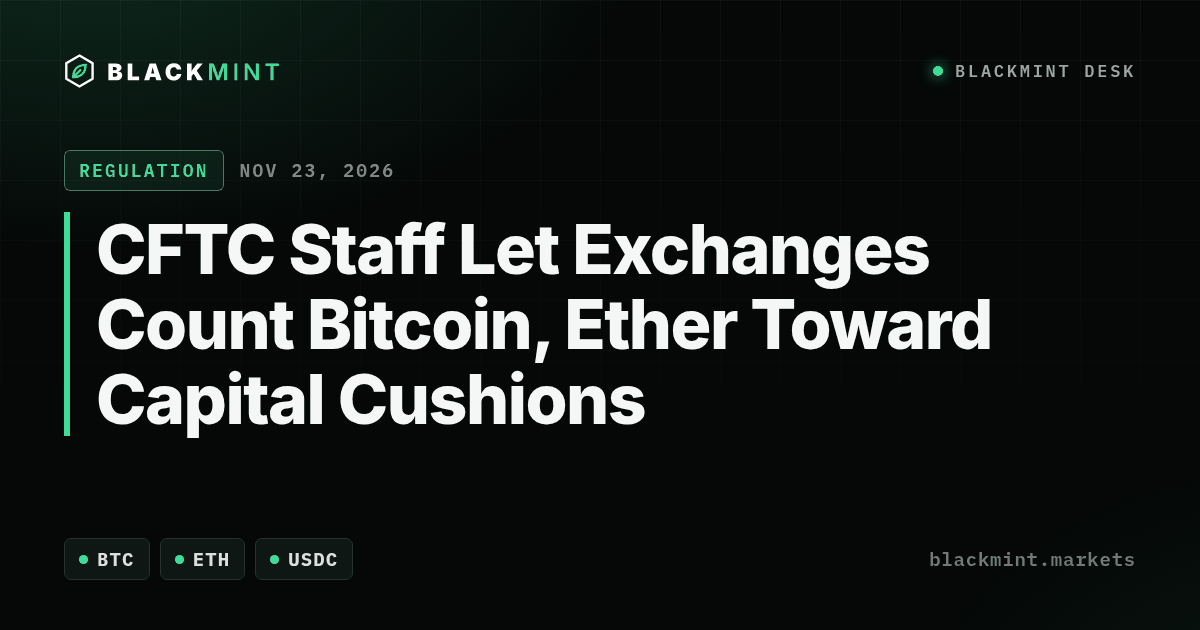 BLACKMINT
BLACKMINT DESK
REGULATION
NOV 23, 2026
CFTC Staff Let Exchanges
Count Bitcoin, Ether Toward
Capital Cushions
BTC
ETH
USDC
blackmint.markets